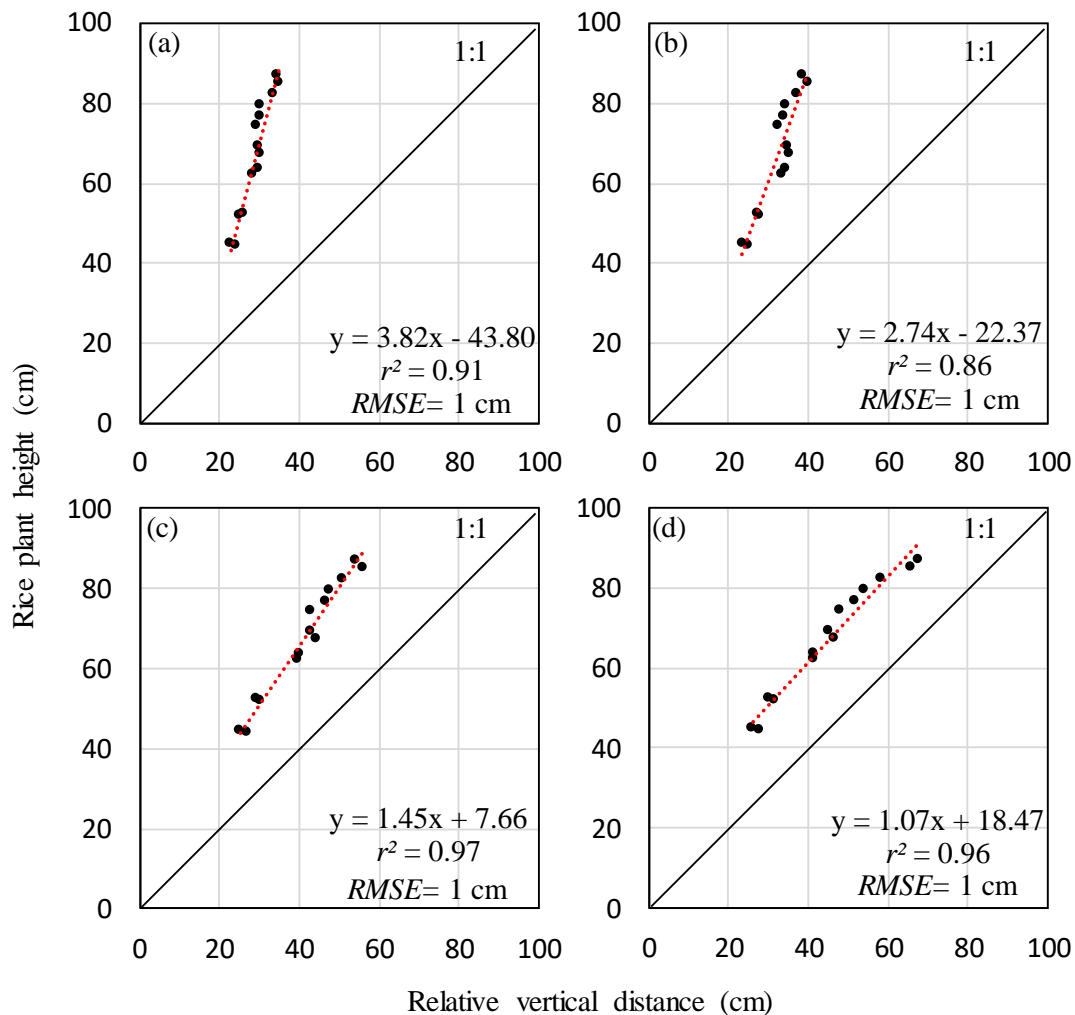 100
80
60
40
20
0
(a)
1:1
y = 3.82x - 43.80
r² = 0.91
RMSE= 1 cm
0 20 40 60 80 100
100
80
60
40
20
0
(b)
1:1
y = 2.74x - 22.37
r² = 0.86
RMSE= 1 cm
0 20 40 60 80 100
100
80
60
40
20
0
(c)
1:1
y = 1.45x + 7.66
r² = 0.97
RMSE= 1 cm
0 20 40 60 80 100
100
80
60
40
20
0
(d)
1:1
y = 1.07x + 18.47
r² = 0.96
RMSE= 1 cm
0 20 40 60 80 100
Rice plant height (cm)
Relative vertical distance (cm)